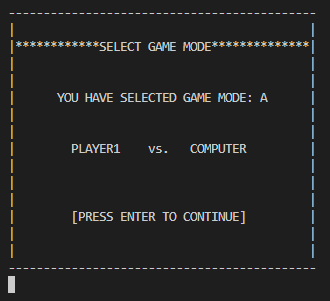 ************SELECT GAME MODE**************
YOU HAVE SELECTED GAME MODE: A
PLAYER1 vs. COMPUTER
[PRESS ENTER TO CONTINUE]